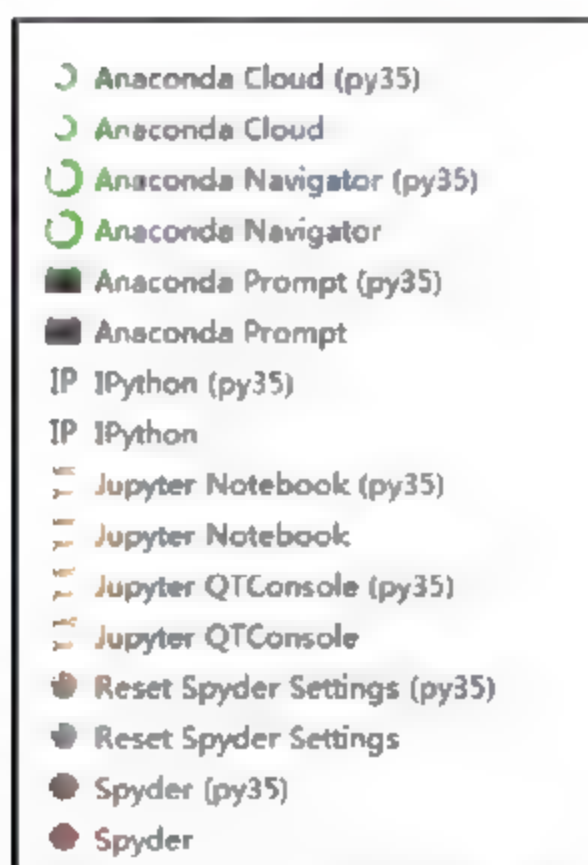 Anaconda Cloud (py35)
Anaconda Cloud
Anaconda Navigator (py35)
Anaconda Navigator
Anaconda Prompt (py35)
Anaconda Prompt
IP IPython (py35)
IP IPython
Jupyter Notebook (py35)
Jupyter Notebook
Jupyter QTConsole (py35)
Jupyter QTConsole
Reset Spyder Settings (py35)
Reset Spyder Settings
Spyder (py35)
Spyder